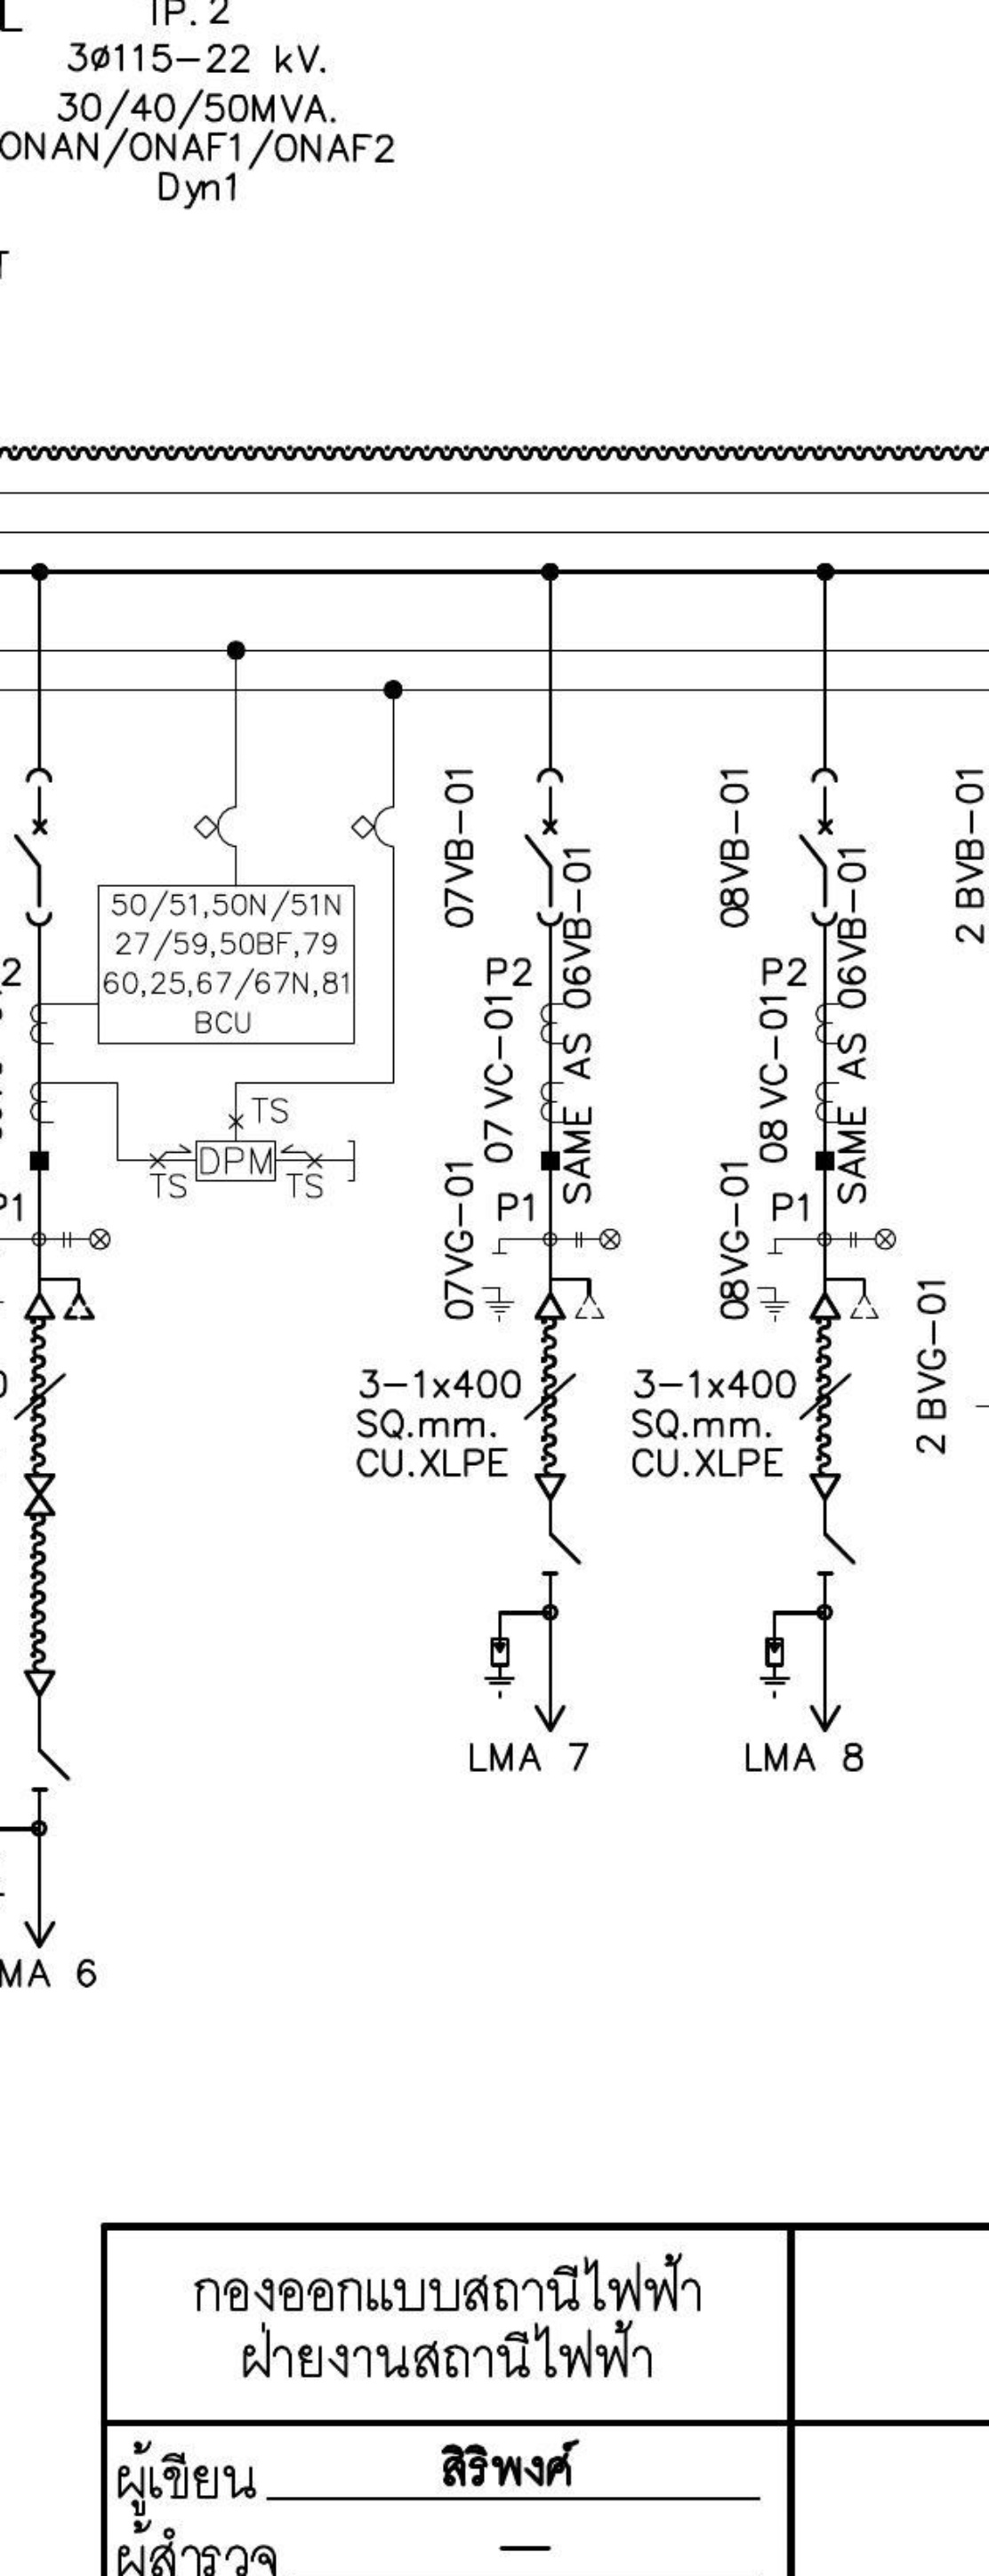 TP. 2
3ø115-22 kV.
30/40/50MVA.
ONAN/ONAF1/ONAF2
Dyn1
07VB-01
08VB-01
2 BVB-01
50/51,50N/51N
27/59,50BF,79
60,25,67/67N,81
BCU
P2
P2
07 VC-01
SAME AS 06VB-01
08 VC-01
SAME AS 06VB-01
TS
DPM
TS
TS
P1
P1
07VG-01
08VG-01
2 BVG-01
3-1x400
SQ.mm.
CU.XLPE
3-1x400
SQ.mm.
CU.XLPE
LMA 7
LMA 8
MA 6
กองออกแบบสถานีไฟฟ้า
ฝ่ายงานสถานีไฟฟ้า
ผู้เขียน สิริพงศ์
ผู้สำรวจ —